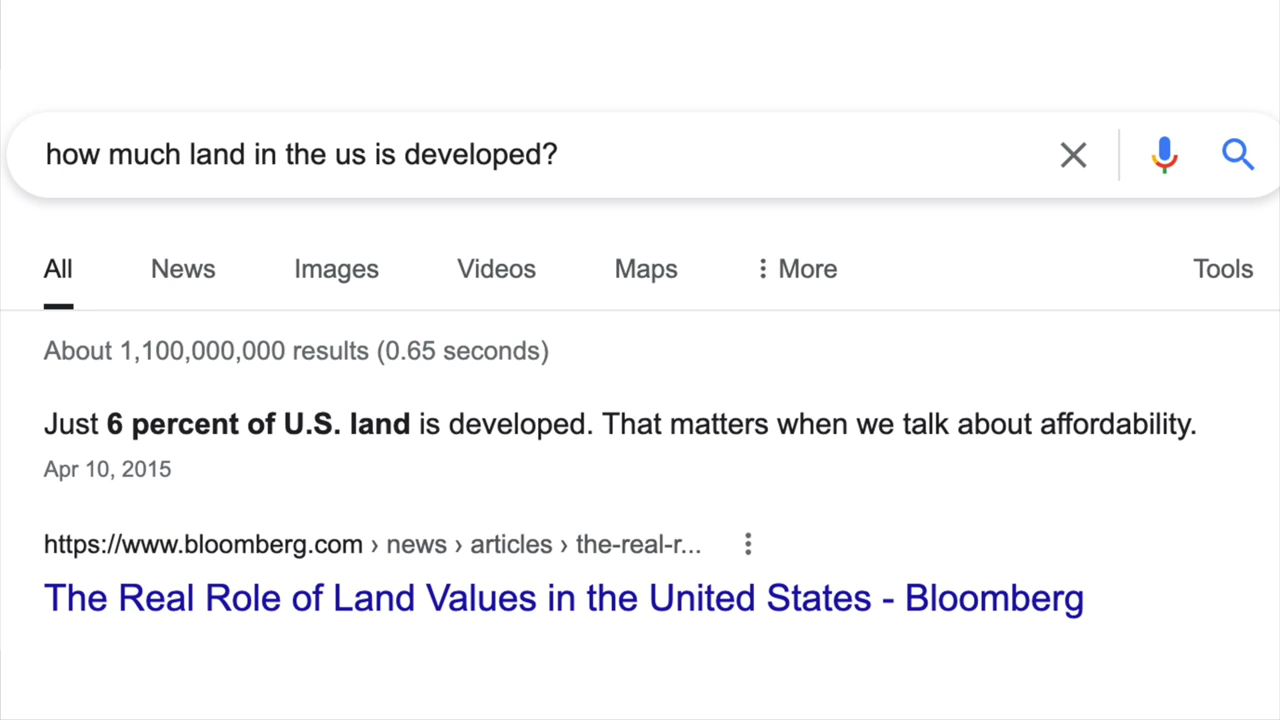 how much land in the us is developed?
All News Images Videos Maps More Tools
About 1,100,000,000 results (0.65 seconds)
Just 6 percent of U.S. land is developed. That matters when we talk about affordability.
Apr 10, 2015
https://www.bloomberg.com › news › articles › the-real-r...
The Real Role of Land Values in the United States - Bloomberg